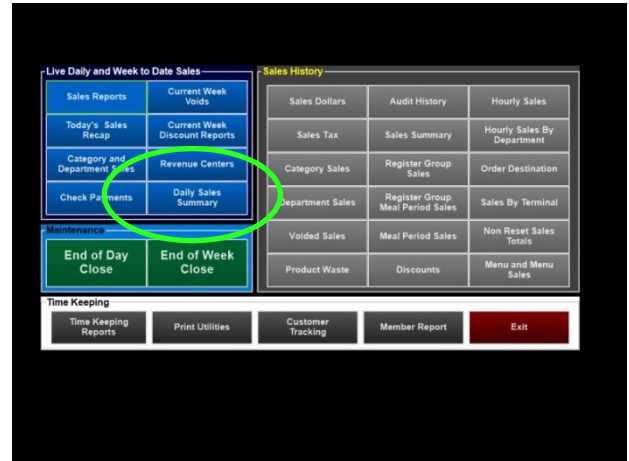 Live Daily and Week to Date Sales
Sales Reports
Current Week
Voids
Today's Sales
Recap
Current Week
Discount Reports
Category and
Department Sales
Revenue Centers
Check Payments
Daily Sales
Summary
Maintenance
End of Day
Close
End of Week
Close
Sales History
Sales Dollars
Audit History
Hourly Sales
Sales Tax
Sales Summary
Hourly Sales By
Department
Category Sales
Register Group
Sales
Order Destination
Department Sales
Register Group
Meal Period Sales
Sales By Terminal
Voided Sales
Meal Period Sales
Non Reset Sales
Totals
Product Waste
Discounts
Menu and Menu
Sales
Time Keeping
Time Keeping
Reports
Print Utilities
Customer
Tracking
Member Report
Exit